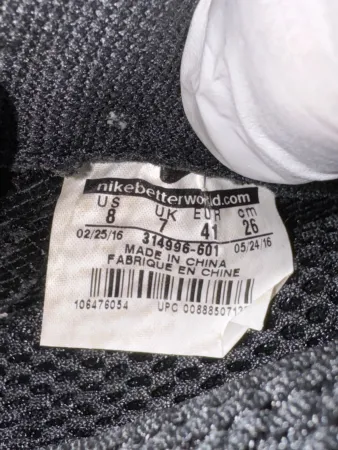 nikebetterworld.com
US UK EUR cm
8 7 41 26
02/25/16 314996-601 05/24/16
MADE IN CHINA
FABRIQUE EN CHINE
106476054 UPC